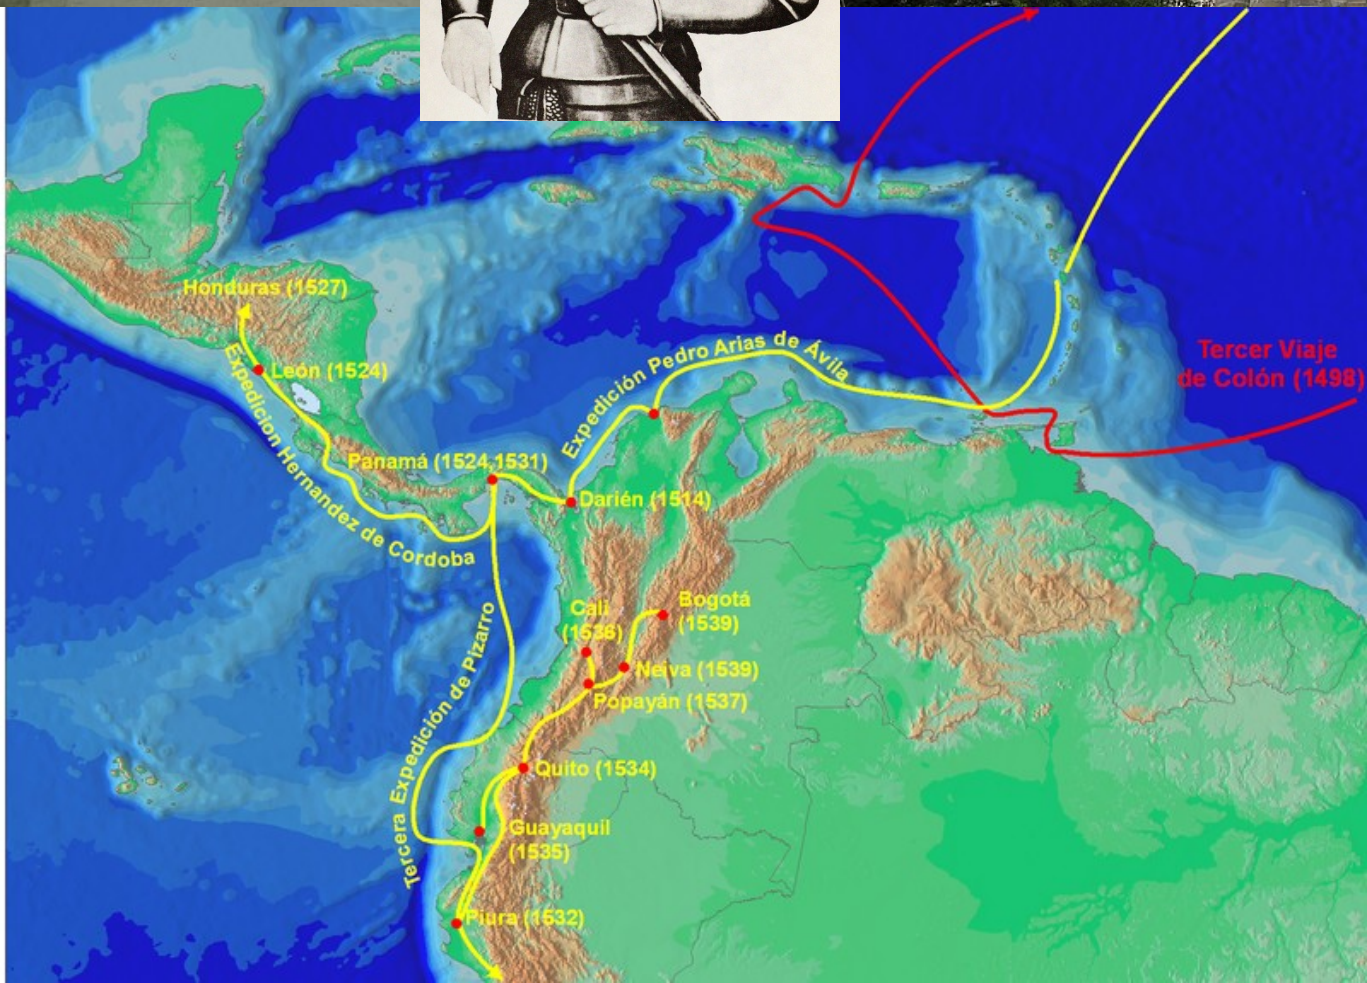 Honduras (1527)
León (1524)
Expedicion Hernandez de Cordoba
Panamá (1524,1531)
Expedición Pedro Arias de Ávila
Tercer Viaje
de Colón (1498)
Darién (1514)
Tercera Expedición de Pizarro
Cali
(1536)
Bogotá
(1539)
Neiva (1539)
Popayán (1537)
Quito (1534)
Guayaquil
(1535)
Piura (1532)